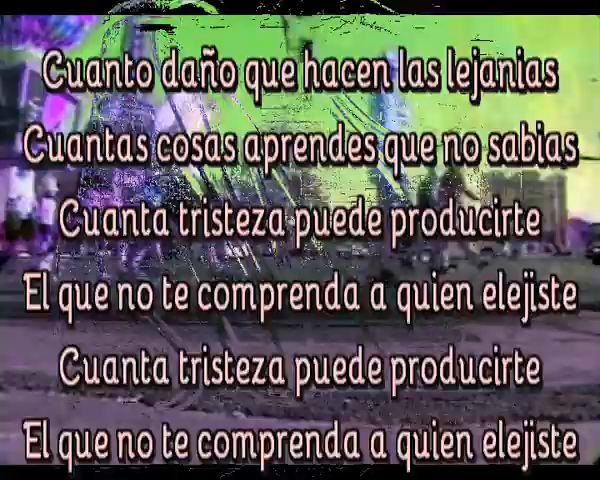 Cuanto daño que hacen las lejanias
Cuantas cosas aprendes que no sabias
Cuanta tristeza puede producirte
El que no te comprenda a quien elejiste
Cuanta tristeza puede producirte
El que no te comprenda a quien elejiste